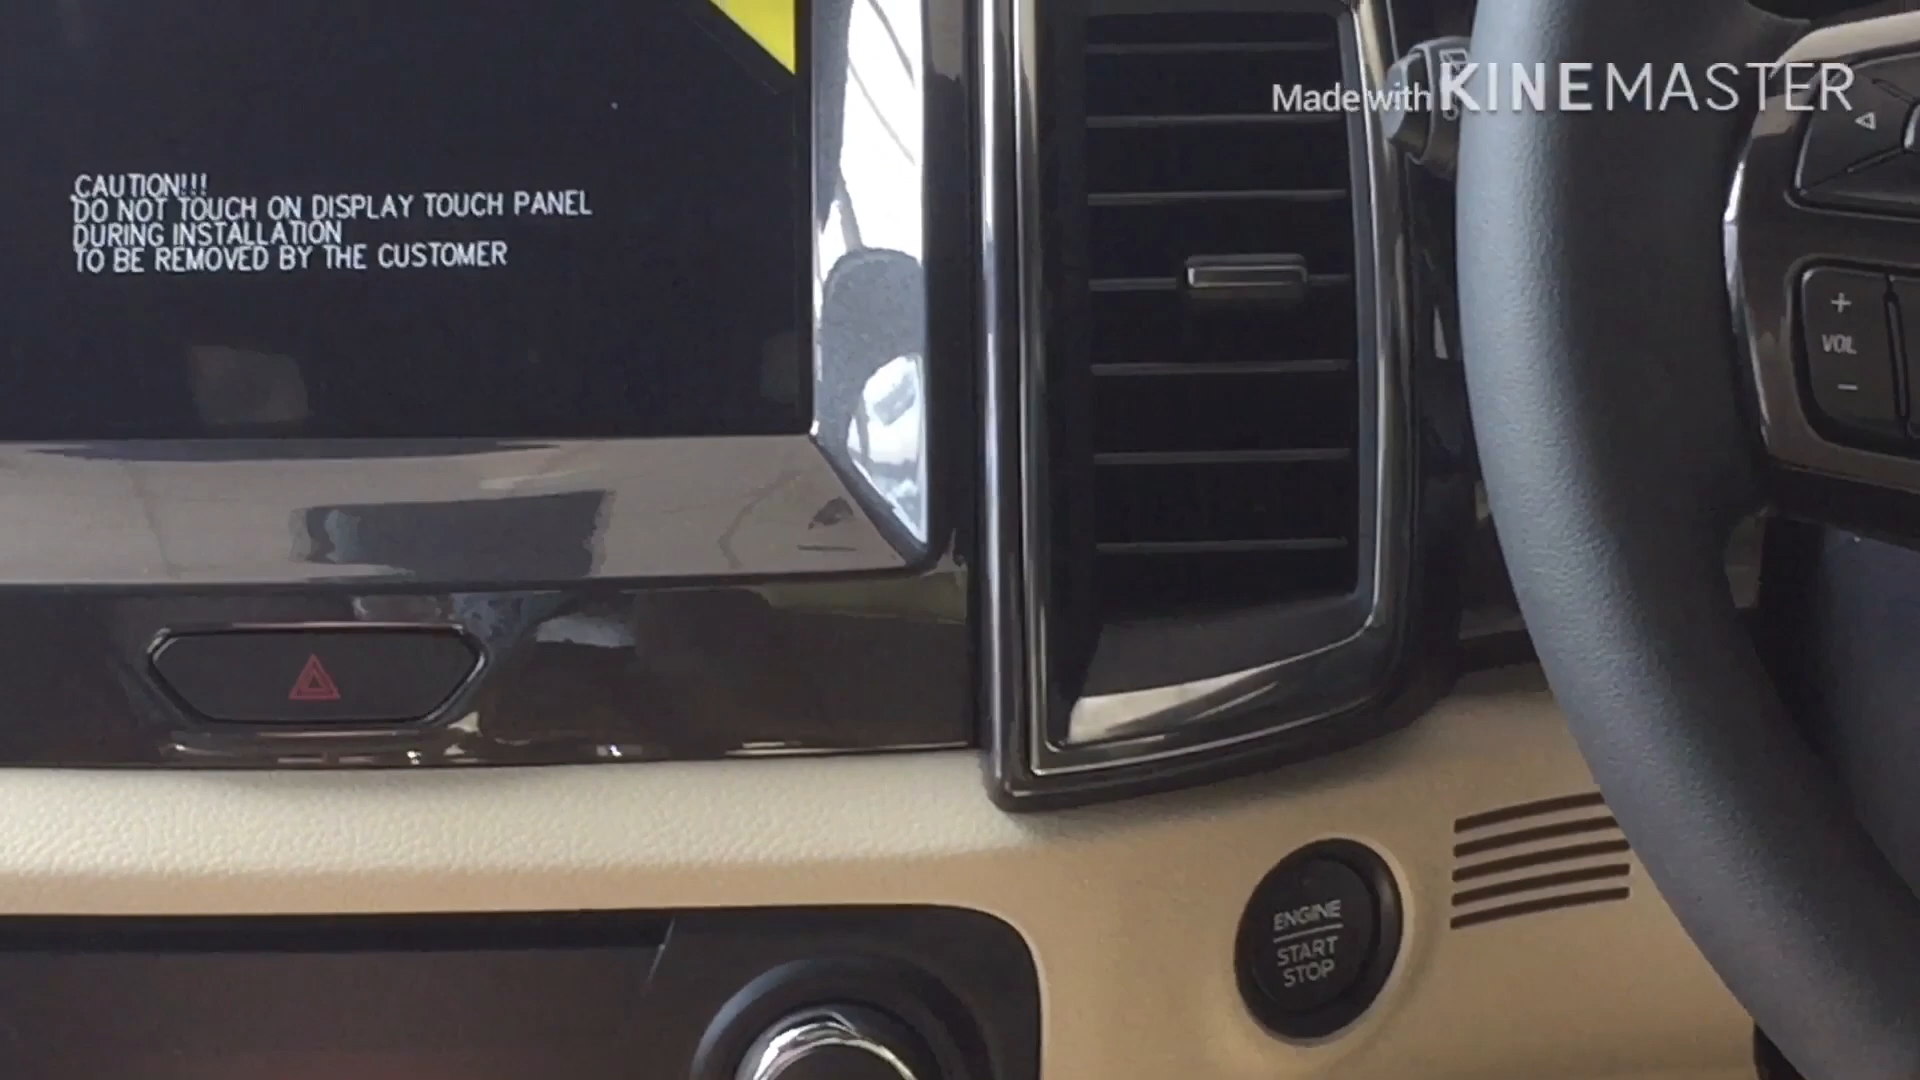 Made with KINEMASTER
CAUTION!!!
DO NOT TOUCH ON DISPLAY TOUCH PANEL
DURING INSTALLATION
TO BE REMOVED BY THE CUSTOMER
+
VOL
-
ENGINE
START
STOP